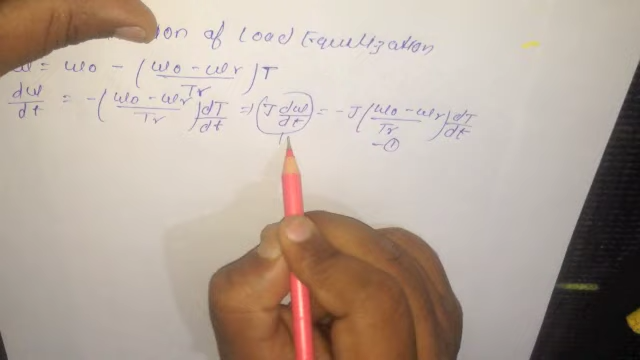 of Load Equilization
= ωo - (ωo - ωr / Tr) T
dω/dt = -(ωo - ωr / Tr) dT/dt ⇒ (J dω/dt) = -J (ωo - ωr / Tr) dT/dt
-①